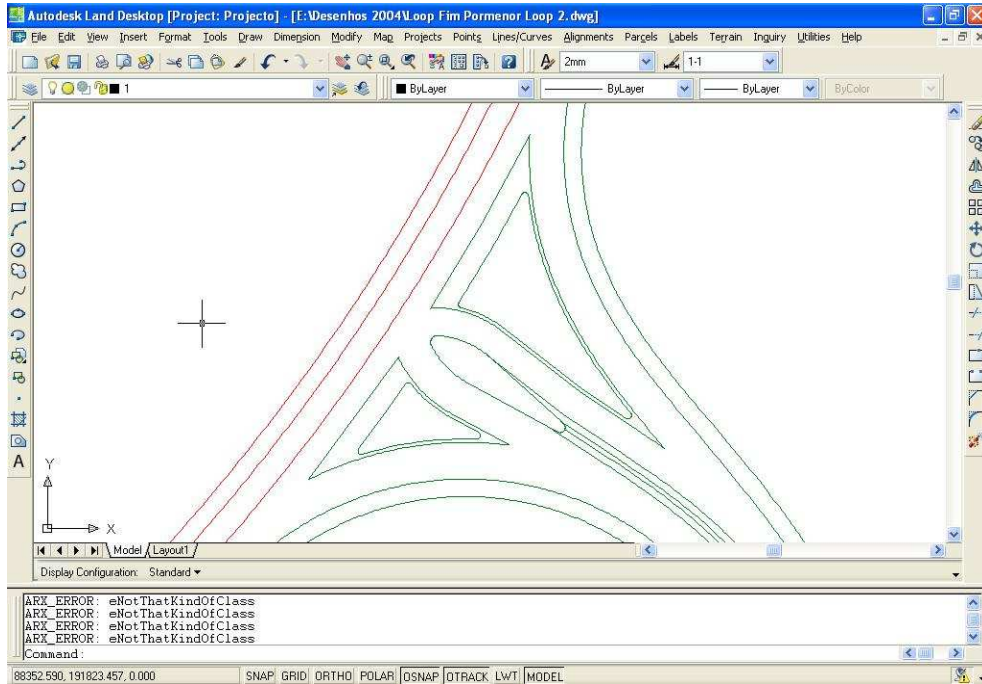 Autodesk Land Desktop [Project: Projecto] - [E:\Desenhos 2004\Loop Fim Pormenor Loop 2.dwg]
File Edit View Insert Format Tools Draw Dimension Modify Map Projects Points Lines/Curves Alignments Parcels Labels Terrain Inquiry Utilities Help
2mm 1-1
1 ByLayer ByLayer ByLayer ByColor
A
Y
X
Model Layout1
Display Configuration: Standard
ARX_ERROR: eNotThatKindOfClass
ARX_ERROR: eNotThatKindOfClass
ARX_ERROR: eNotThatKindOfClass
ARX_ERROR: eNotThatKindOfClass
Command:
88352.590, 191823.457, 0.000 SNAP GRID ORTHO POLAR OSNAP OTRACK LWT MODEL